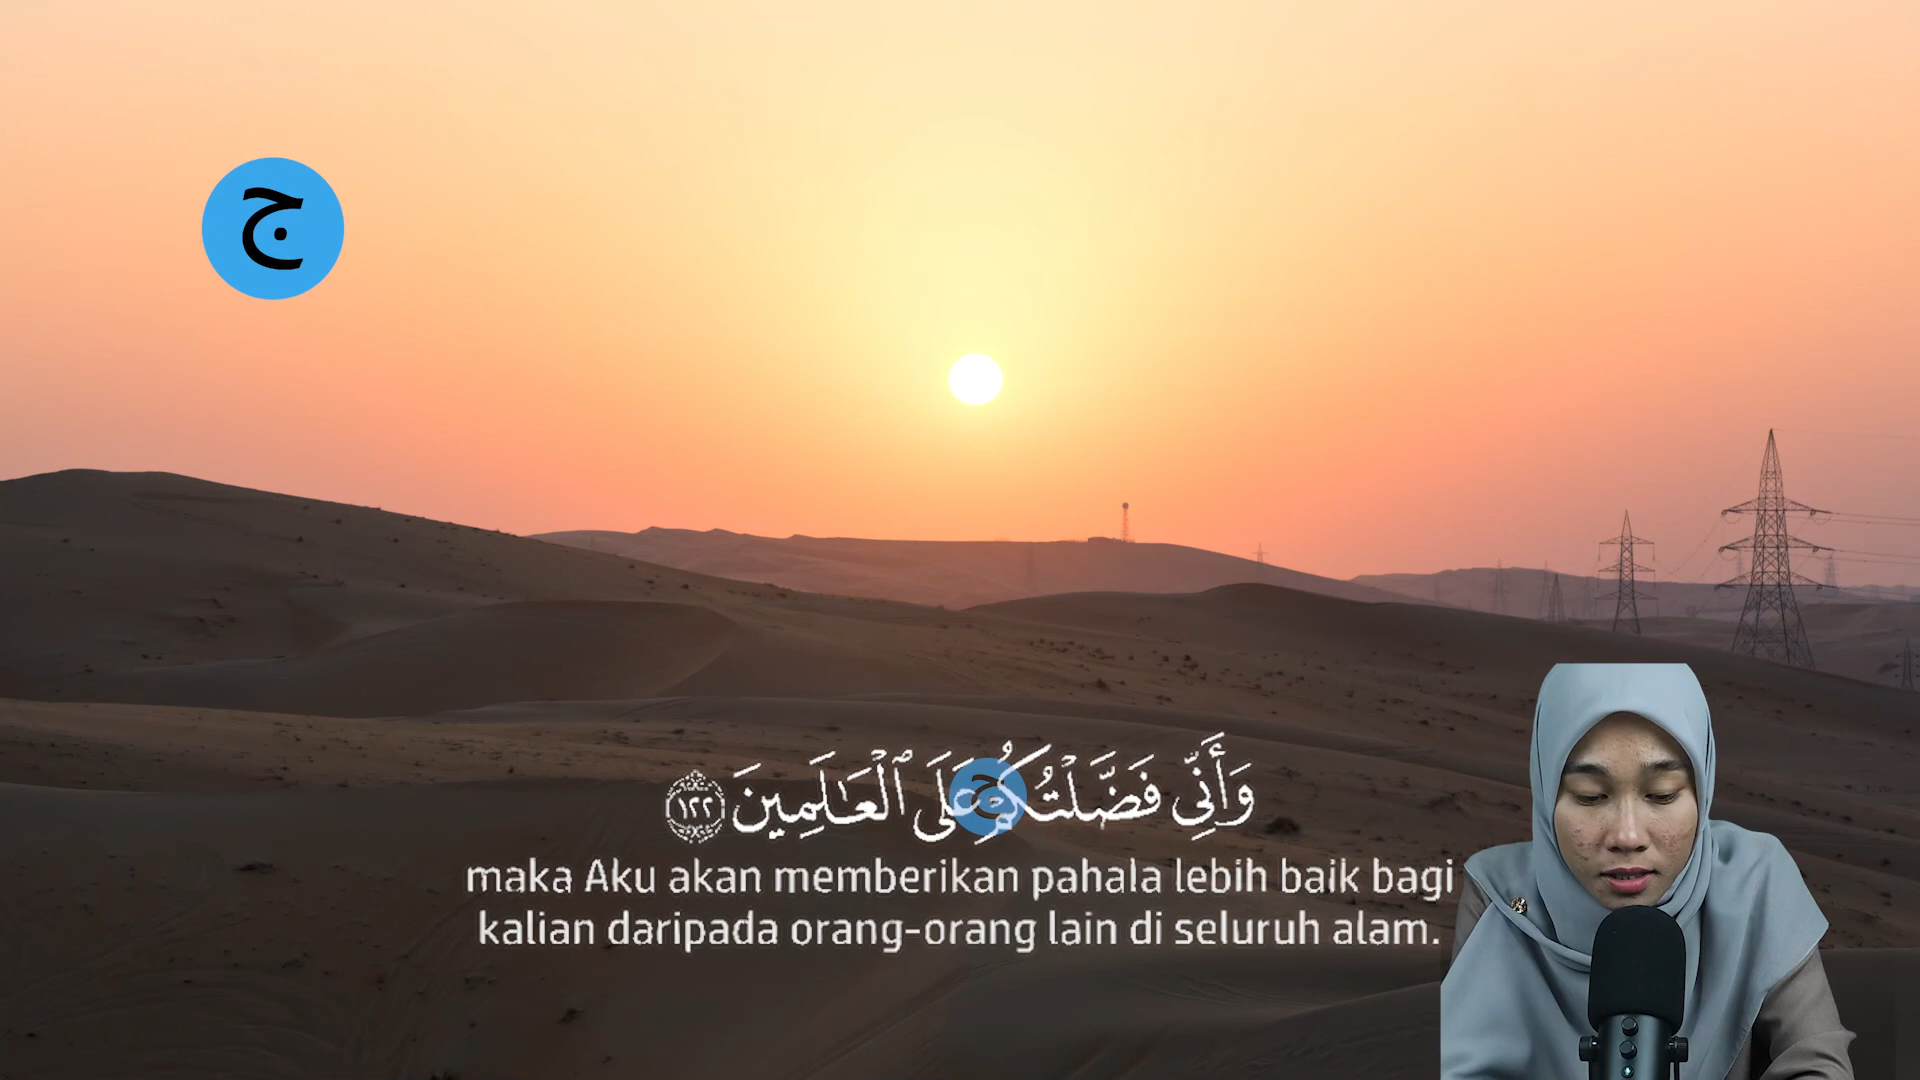 ج
وَأَنِّي فَضَّلْتُكُمْ عَلَى ٱلْعَـٰلَمِينَ ١٢٢
ج
maka Aku akan memberikan pahala lebih baik bagi
kalian daripada orang-orang lain di seluruh alam.